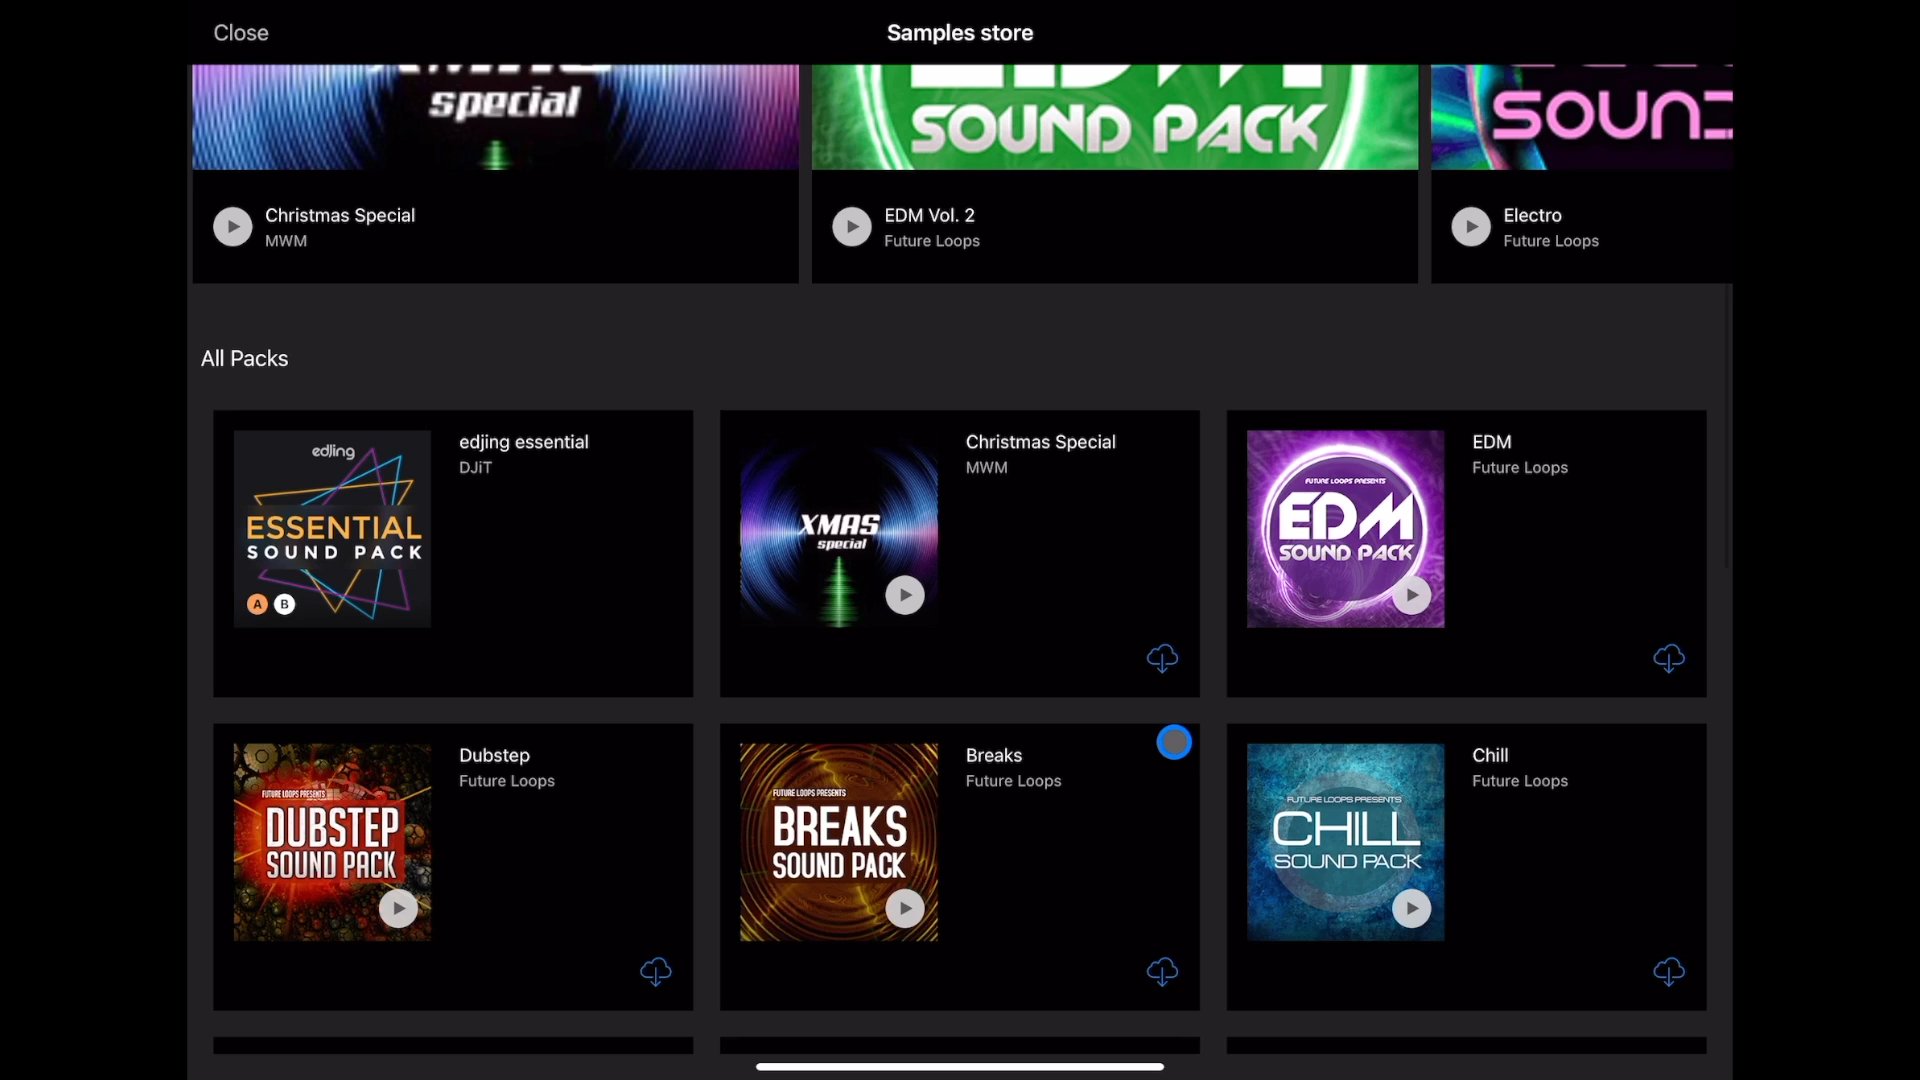 Close
Samples store
special
SOUND PACK
Christmas Special
MWM
EDM Vol. 2
Future Loops
Electro
Future Loops
All Packs
edjing
ESSENTIAL
SOUND PACK
A B
edjing essential
DJiT
XMAS
special
Christmas Special
MWM
FUTURE LOOPS PRESENTS
EDM
SOUND PACK
EDM
Future Loops
FUTURE LOOPS PRESENTS
DUBSTEP
SOUND PACK
Dubstep
Future Loops
FUTURE LOOPS PRESENTS
BREAKS
SOUND PACK
Breaks
Future Loops
FUTURE LOOPS PRESENTS
CHILL
SOUND PACK
Chill
Future Loops